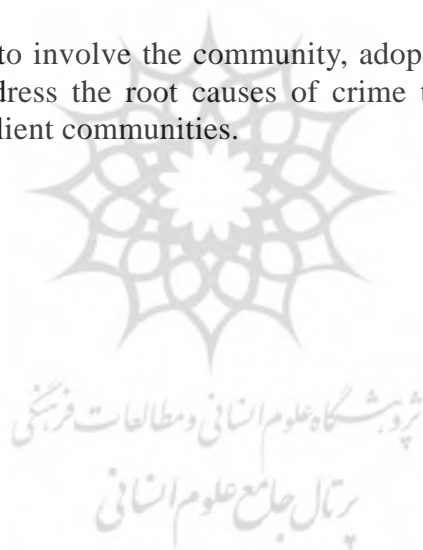 to involve the community, adop
dress the root causes of crime t
lient communities.
پژوهشگاه علوم انسانی و مطالعات فرهنگی
پرتال جامع علوم انسانی